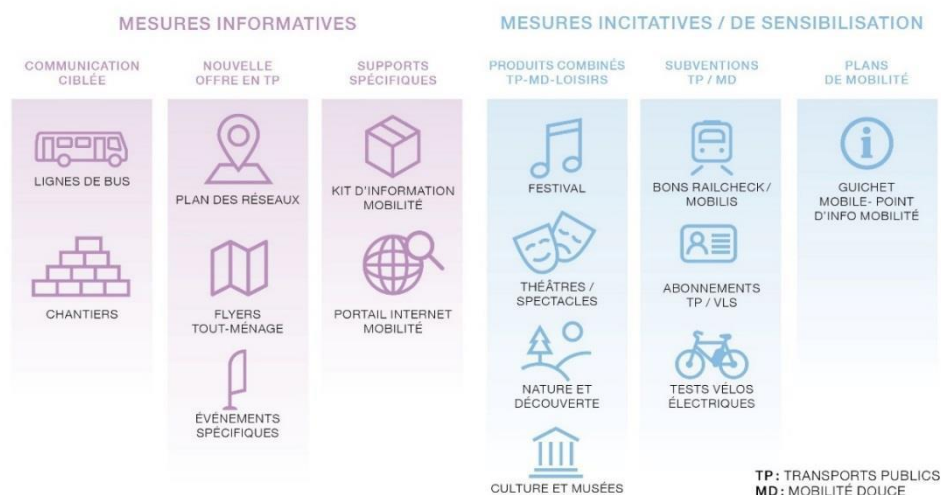 MESURES INFORMATIVES
COMMUNICATION
CIBLÉE
LIGNES DE BUS
CHANTIERS
NOUVELLE
OFFRE EN TP
PLAN DES RÉSEAUX
FLYERS
TOUT-MÉNAGE
ÉVÉNEMENTS
SPÉCIFIQUES
SUPPORTS
SPÉCIFIQUES
KIT D'INFORMATION
MOBILITÉ
PORTAIL INTERNET
MOBILITÉ
MESURES INCITATIVES / DE SENSIBILISATION
PRODUITS COMBINÉS
TP-MD-LOISIRS
FESTIVAL
THÉÂTRES /
SPECTACLES
NATURE ET
DÉCOUVERTE
CULTURE ET MUSÉES
SUBVENTIONS
TP / MD
BONS RAILCHECK /
MOBILIS
ABONNEMENTS
TP / VLS
TESTS VÉLOS
ÉLECTRIQUES
PLANS
DE MOBILITÉ
GUICHET
MOBILE- POINT
D'INFO MOBILITÉ
TP : TRANSPORTS PUBLICS
MD : MOBILITÉ DOUCE